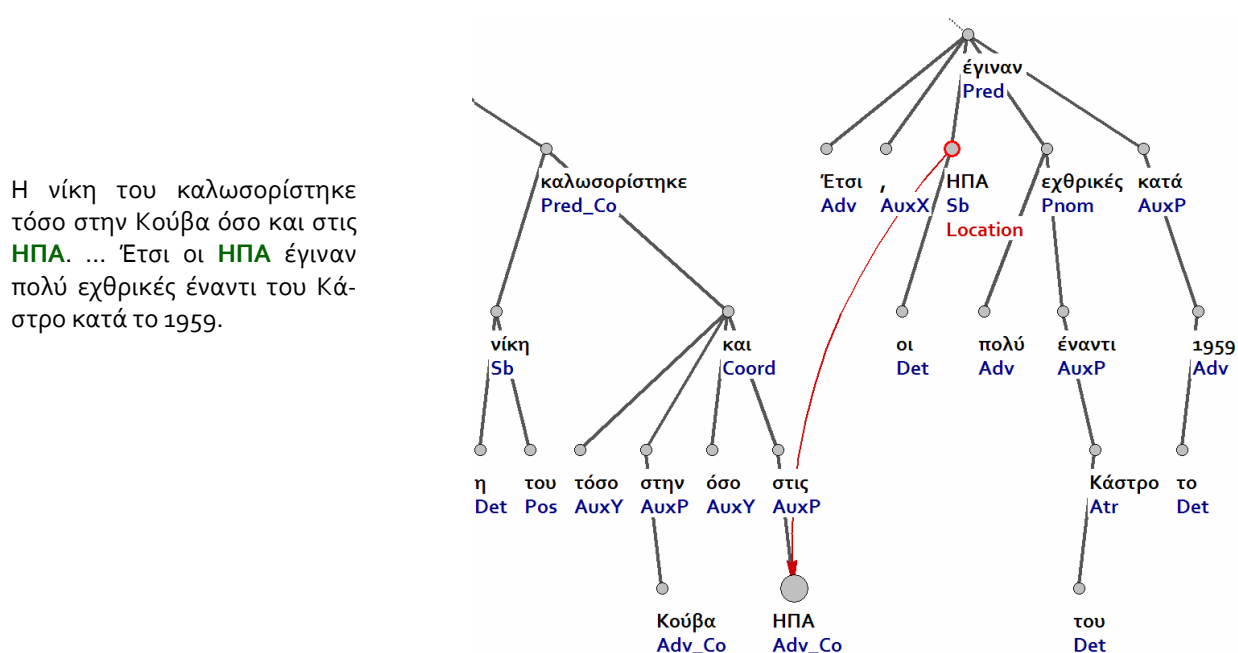 Η νίκη του καλωσορίστηκε
τόσο στην Κούβα όσο και στις
ΗΠΑ. ... Έτσι οι ΗΠΑ έγιναν
πολύ εχθρικές έναντι του Κά-
στρο κατά το 1959.
έγιναν
Pred
καλωσορίστηκε
Pred_Co
Έτσι , ΗΠΑ εχθρικές κατά
Adv AuxX Sb Pnom AuxP
Location
νίκη και οι πολύ έναντι 1959
Sb Coord Det Adv AuxP Adv
η του τόσο στην όσο στις Κάστρο το
Det Pos AuxY AuxP AuxY AuxP Atr Det
Κούβα ΗΠΑ του
Adv_Co Adv_Co Det